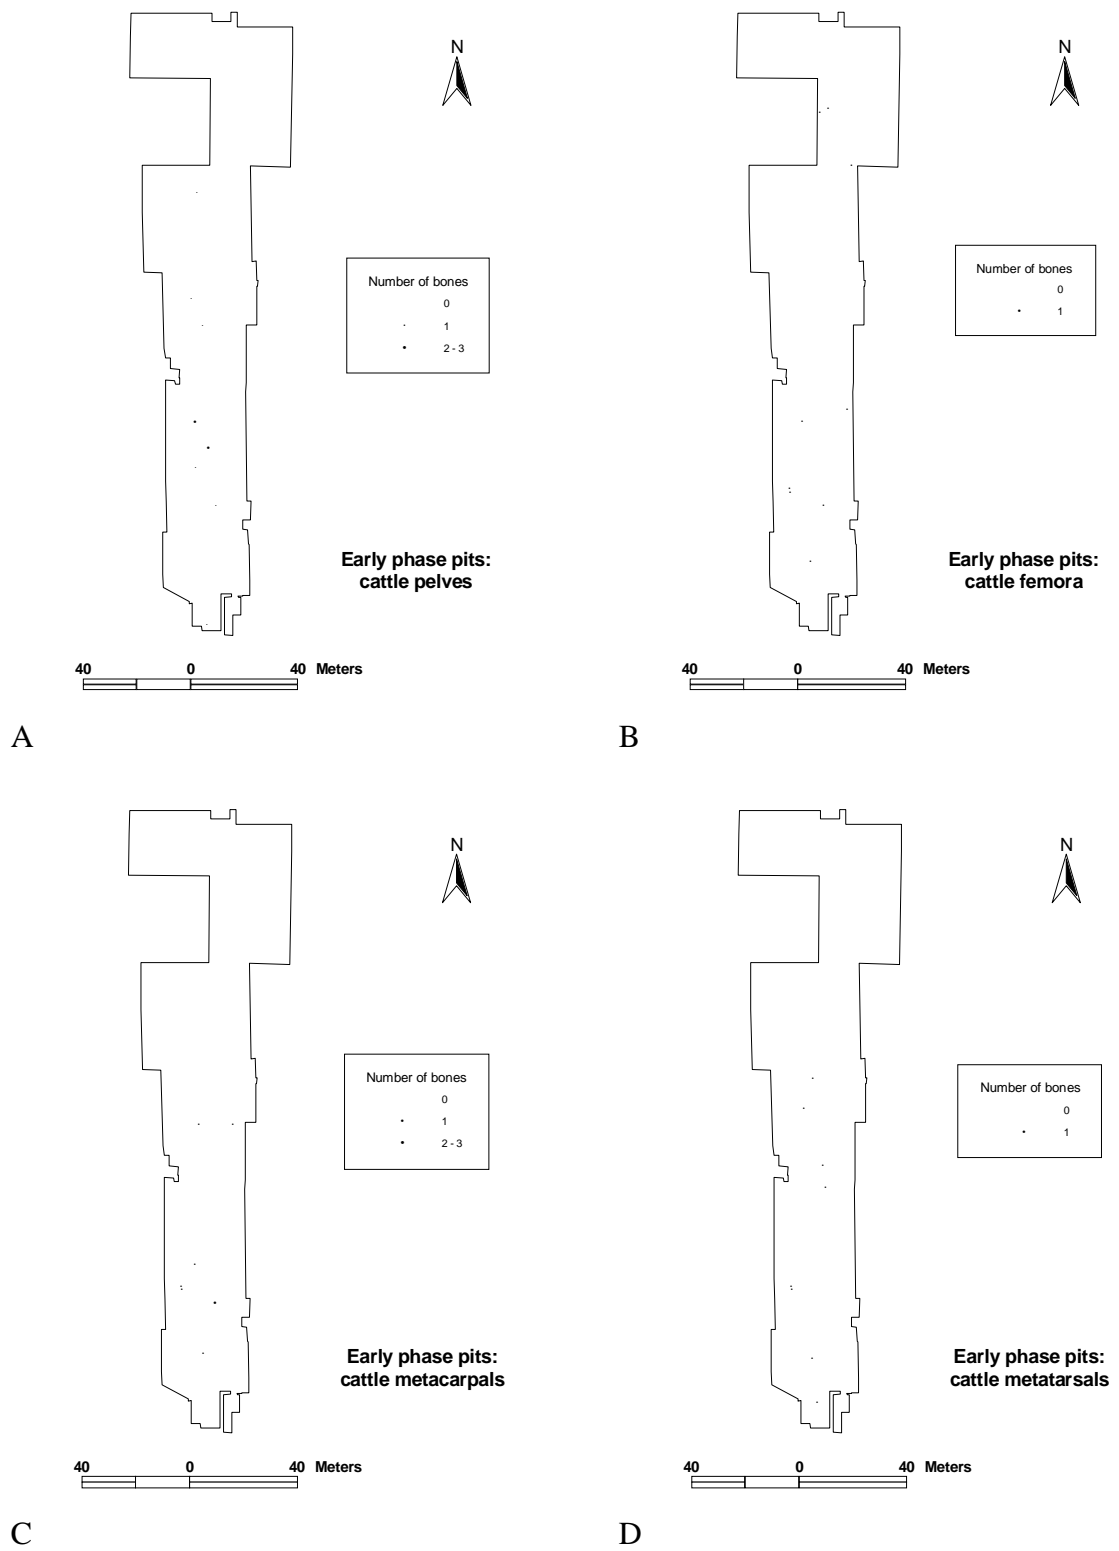 N
Number of bones
0
1
2 - 3
Early phase pits:
cattle pelves
40 0 40 Meters
A
N
Number of bones
0
1
Early phase pits:
cattle femora
40 0 40 Meters
B
N
Number of bones
0
1
2 - 3
Early phase pits:
cattle metacarpals
40 0 40 Meters
C
N
Number of bones
0
1
Early phase pits:
cattle metatarsals
40 0 40 Meters
D